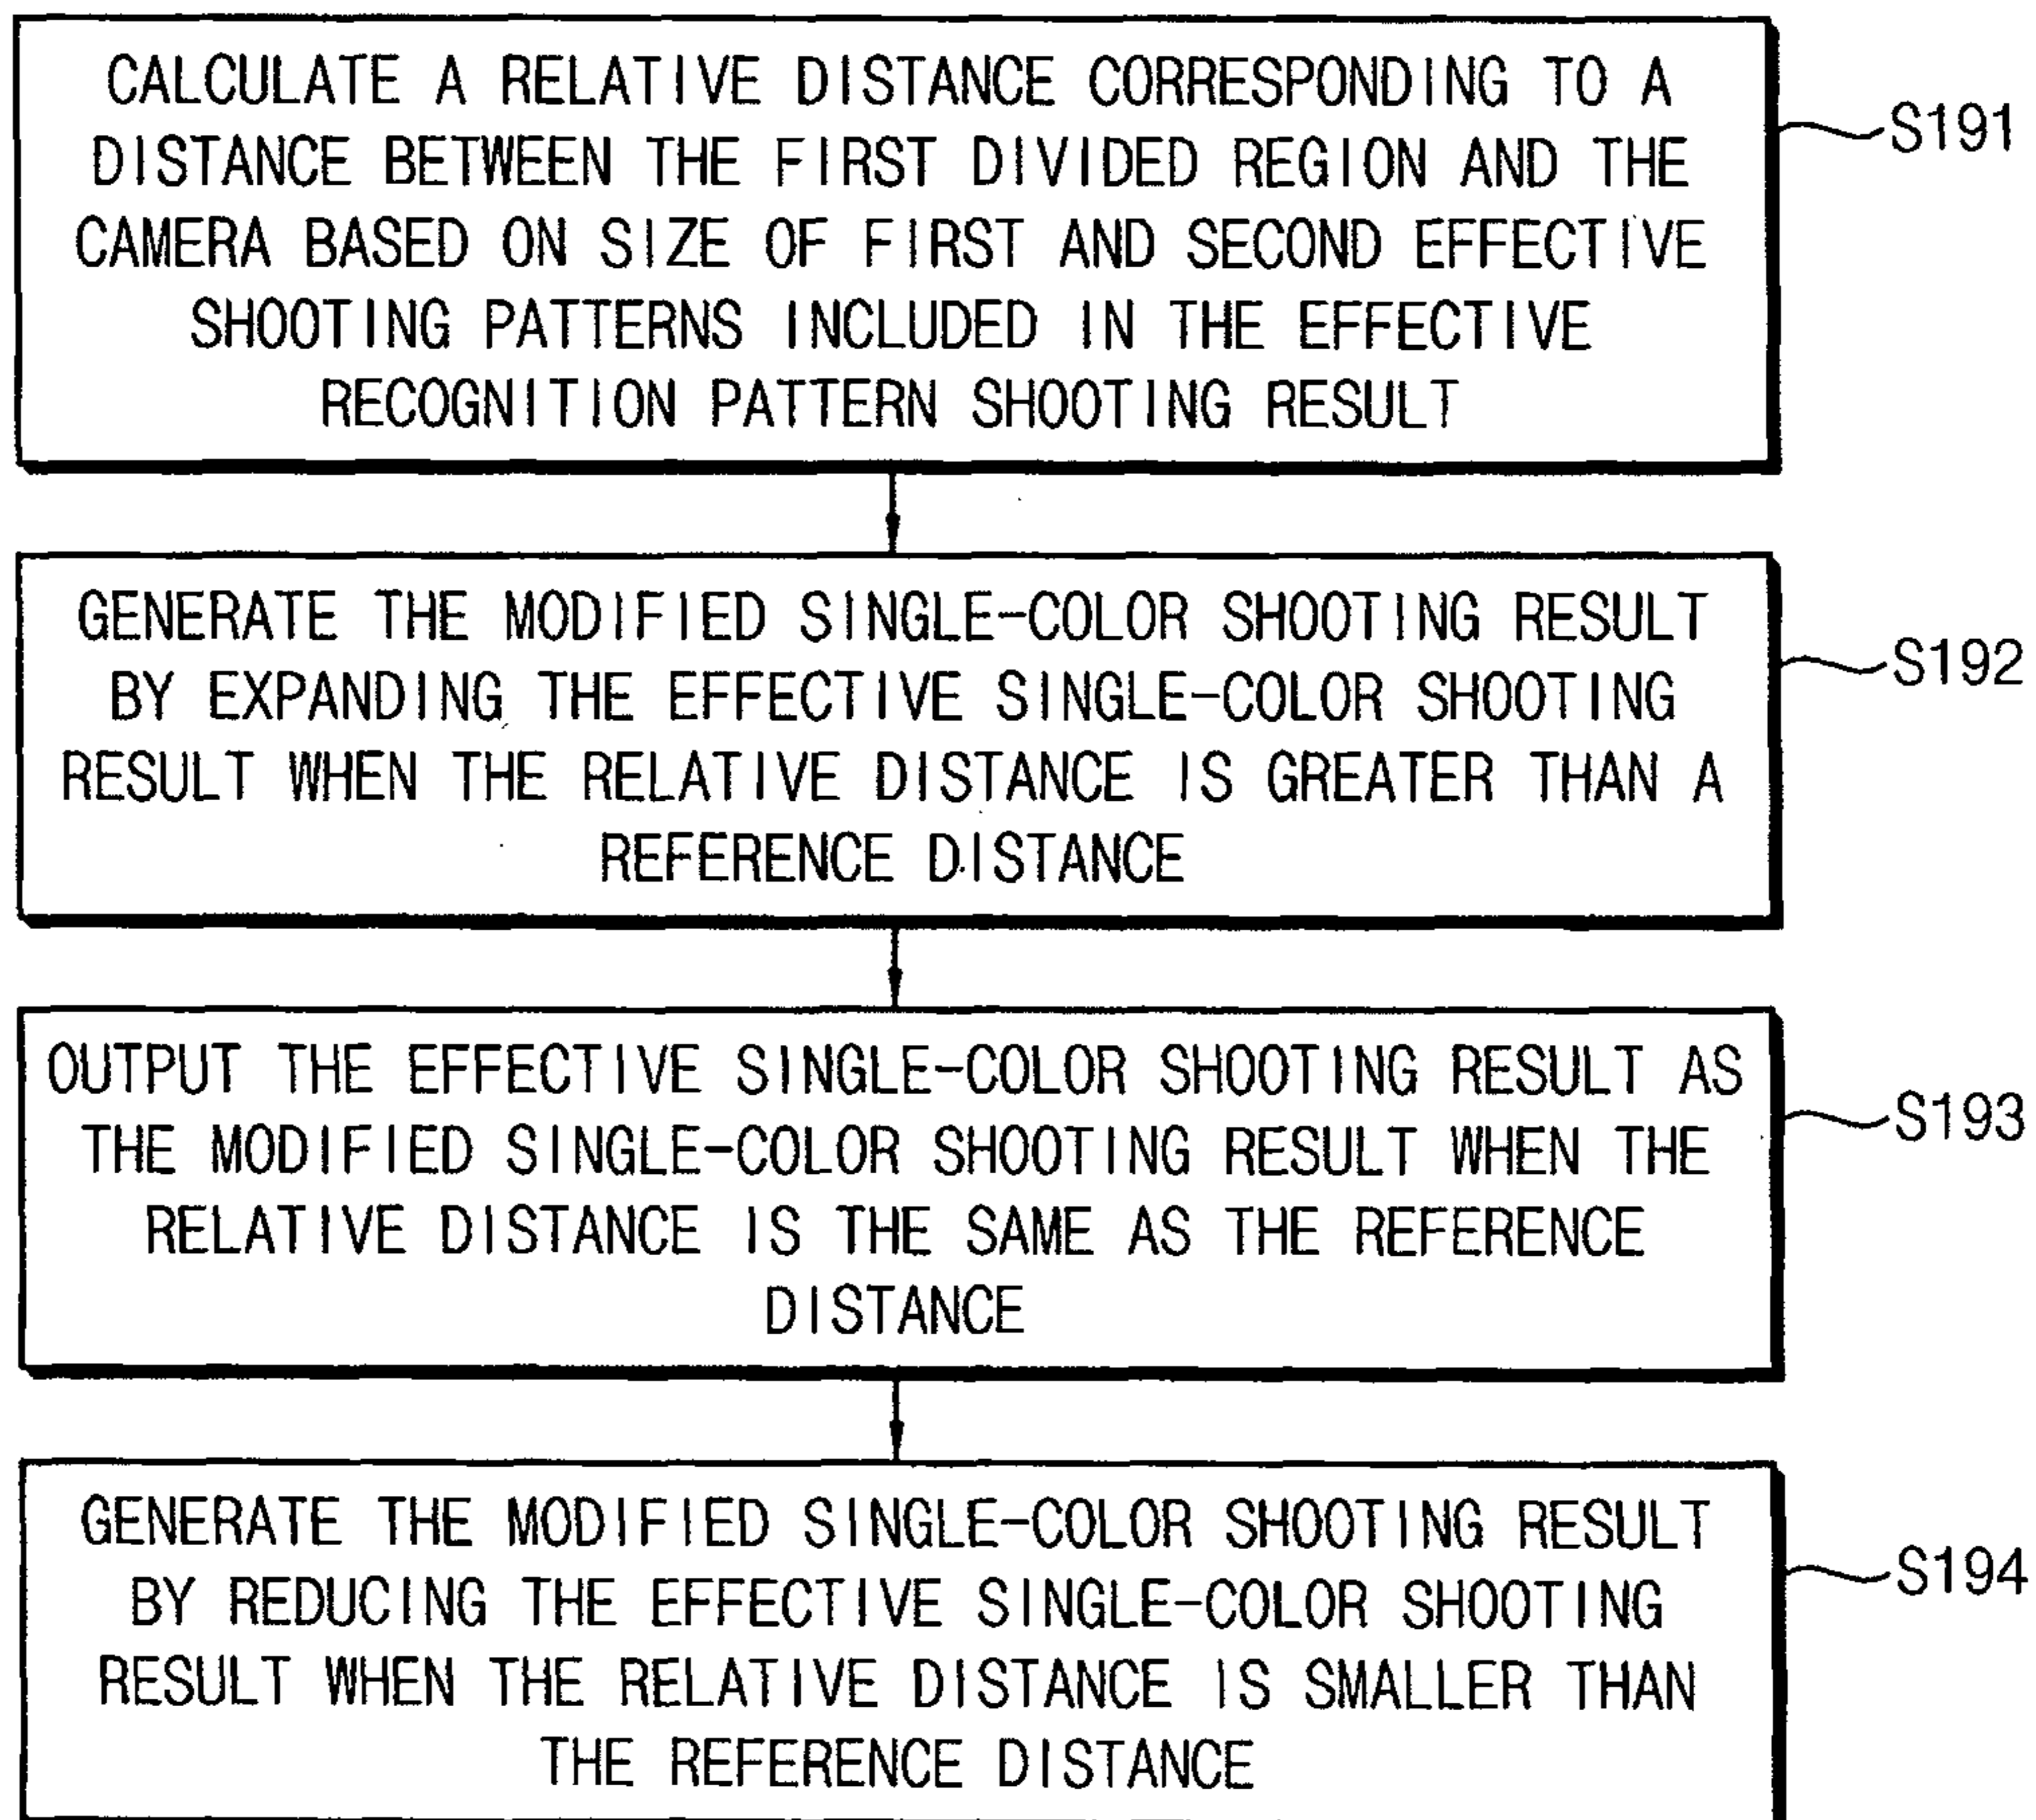 CALCULATE A RELATIVE DISTANCE CORRESPONDING TO A
DISTANCE BETWEEN THE FIRST DIVIDED REGION AND THE
CAMERA BASED ON SIZE OF FIRST AND SECOND EFFECTIVE
SHOOTING PATTERNS INCLUDED IN THE EFFECTIVE
RECOGNITION PATTERN SHOOTING RESULT
S191
GENERATE THE MODIFIED SINGLE-COLOR SHOOTING RESULT
BY EXPANDING THE EFFECTIVE SINGLE-COLOR SHOOTING
RESULT WHEN THE RELATIVE DISTANCE IS GREATER THAN A
REFERENCE DISTANCE
S192
OUTPUT THE EFFECTIVE SINGLE-COLOR SHOOTING RESULT AS
THE MODIFIED SINGLE-COLOR SHOOTING RESULT WHEN THE
RELATIVE DISTANCE IS THE SAME AS THE REFERENCE
DISTANCE
S193
GENERATE THE MODIFIED SINGLE-COLOR SHOOTING RESULT
BY REDUCING THE EFFECTIVE SINGLE-COLOR SHOOTING
RESULT WHEN THE RELATIVE DISTANCE IS SMALLER THAN
THE REFERENCE DISTANCE
S194